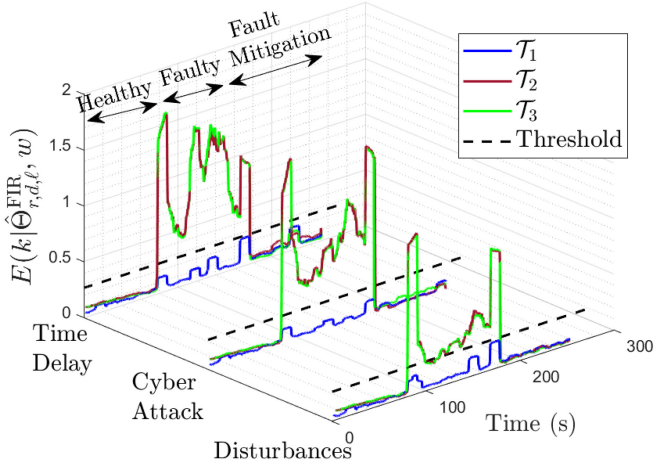 Fault
Healthy Faulty Mitigation
2
1.5
1
0.5
0
E(k|Θ̂^FIR_{r,d,ℓ}, w)
Time
Delay
Cyber
Attack
Disturbances
0
100
200
300
Time (s)
𝒯₁
𝒯₂
𝒯₃
Threshold